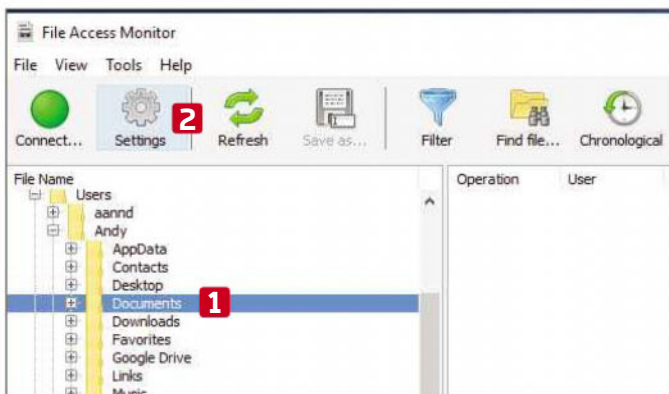 File Access Monitor
File View Tools Help
2
Connect... Settings Refresh Save as... Filter Find file... Chronological
File Name Operation User
Users
aannd
Andy
AppData
Contacts
Desktop
Documents 1
Downloads
Favorites
Google Drive
Links
Music